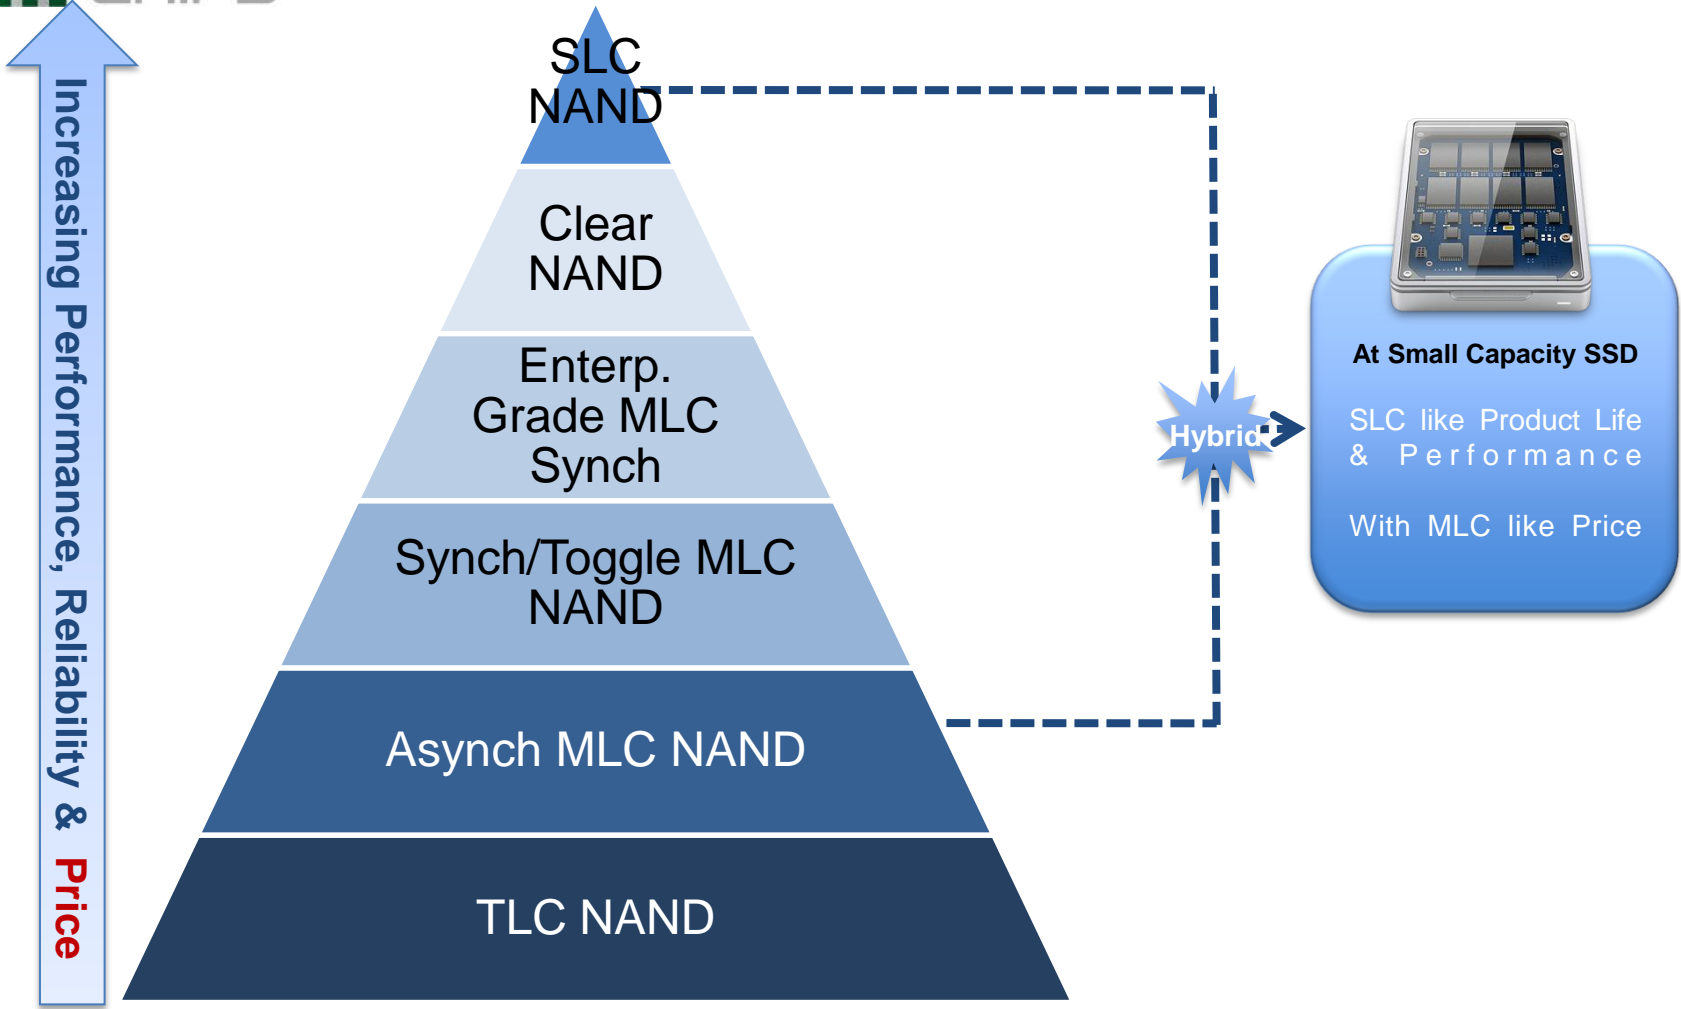 Increasing Performance, Reliability & Price
SLC
NAND
Clear
NAND
Enterp.
Grade MLC
Synch
Synch/Toggle MLC
NAND
Asynch MLC NAND
TLC NAND
Hybrid
At Small Capacity SSD
SLC like Product Life
& Performance
With MLC like Price